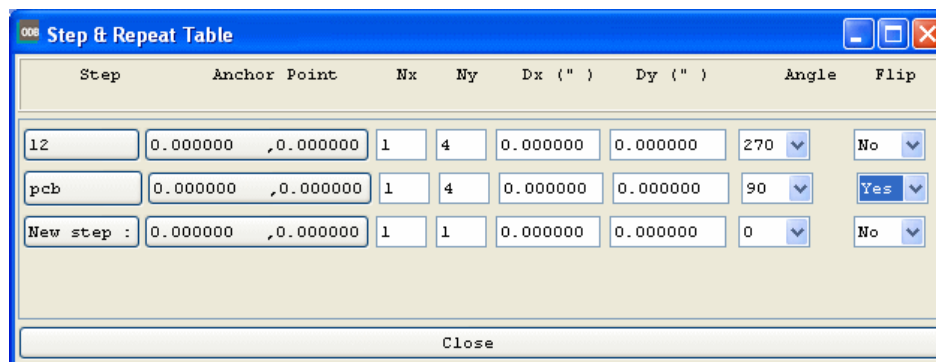 ODB Step & Repeat Table
Step Anchor Point Nx Ny Dx (" ) Dy (" ) Angle Flip
12 0.000000 ,0.000000 1 4 0.000000 0.000000 270 No
pcb 0.000000 ,0.000000 1 4 0.000000 0.000000 90 Yes
New step : 0.000000 ,0.000000 1 1 0.000000 0.000000 0 No
Close